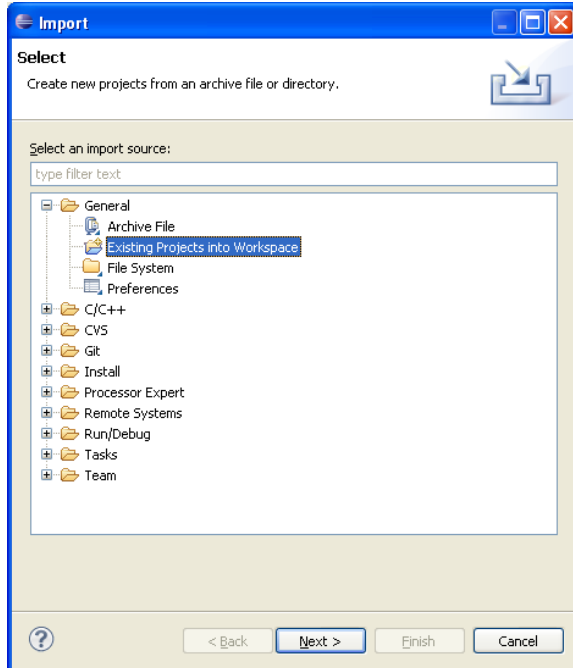 Import
Select
Create new projects from an archive file or directory.
Select an import source:
type filter text
General
Archive File
Existing Projects into Workspace
File System
Preferences
C/C++
CVS
Git
Install
Processor Expert
Remote Systems
Run/Debug
Tasks
Team
? < Back Next > Finish Cancel